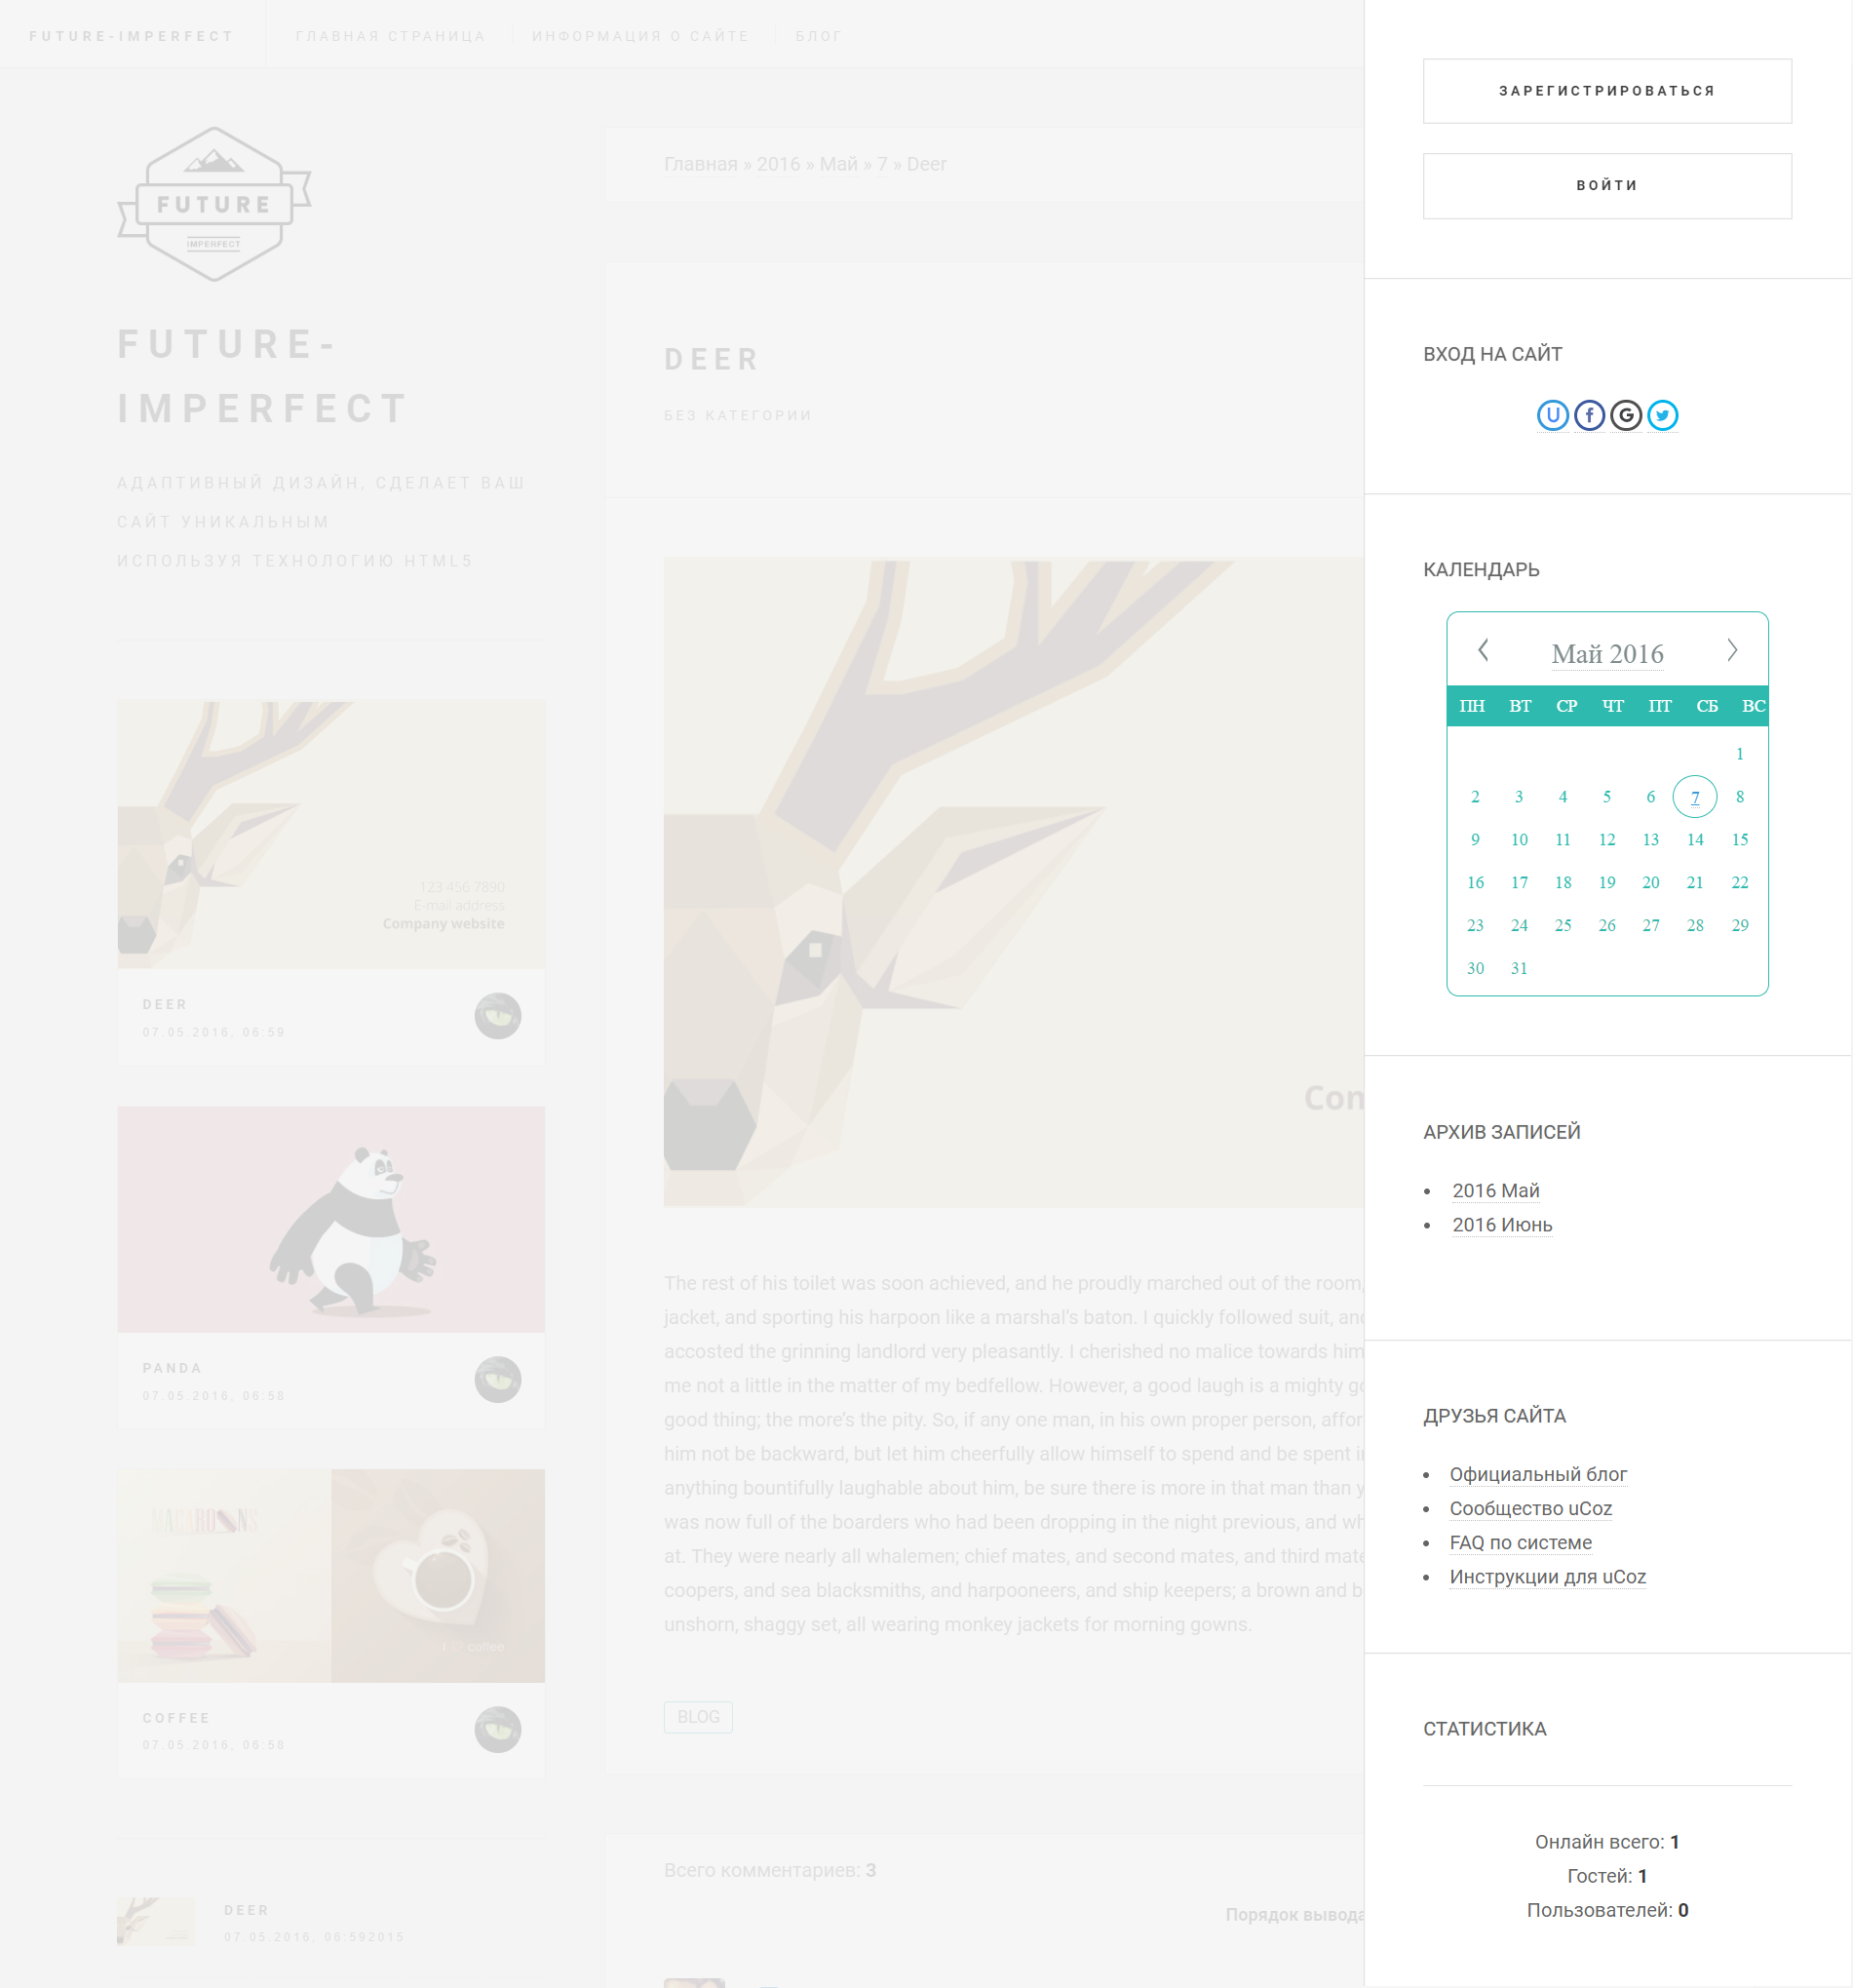 FUTURE-IMPERFECT
ГЛАВНАЯ СТРАНИЦА
ИНФОРМАЦИЯ О САЙТЕ
БЛОГ
FUTURE
IMPERFECT
FUTURE-
IMPERFECT
АДАПТИВНЫЙ ДИЗАЙН, СДЕЛАЕТ ВАШ
САЙТ УНИКАЛЬНЫМ
ИСПОЛЬЗУЯ ТЕХНОЛОГИЮ HTML5
123 456 7890
E-mail address
Company website
DEER
07.05.2016, 06:59
PANDA
07.05.2016, 06:58
MACAROONS
I coffee
COFFEE
07.05.2016, 06:58
DEER
07.05.2016, 06:592015
Главная » 2016 » Май » 7 » Deer
DEER
БЕЗ КАТЕГОРИИ
Con
The rest of his toilet was soon achieved, and he proudly marched out of the room,
jacket, and sporting his harpoon like a marshal's baton. I quickly followed suit, and
accosted the grinning landlord very pleasantly. I cherished no malice towards him
me not a little in the matter of my bedfellow. However, a good laugh is a mighty go
good thing; the more's the pity. So, if any one man, in his own proper person, affor
him not be backward, but let him cheerfully allow himself to spend and be spent i
anything bountifully laughable about him, be sure there is more in that man than y
was now full of the boarders who had been dropping in the night previous, and wh
at. They were nearly all whalemen; chief mates, and second mates, and third mate
coopers, and sea blacksmiths, and harpooneers, and ship keepers; a brown and b
unshorn, shaggy set, all wearing monkey jackets for morning gowns.
BLOG
Всего комментариев: 3
Порядок вывода
ЗАРЕГИСТРИРОВАТЬСЯ
ВОЙТИ
ВХОД НА САЙТ
КАЛЕНДАРЬ
Май 2016
ПН ВТ СР ЧТ ПТ СБ ВС
1
2 3 4 5 6 7 8
9 10 11 12 13 14 15
16 17 18 19 20 21 22
23 24 25 26 27 28 29
30 31
АРХИВ ЗАПИСЕЙ
2016 Май
2016 Июнь
ДРУЗЬЯ САЙТА
Официальный блог
Сообщество uCoz
FAQ по системе
Инструкции для uCoz
СТАТИСТИКА
Онлайн всего: 1
Гостей: 1
Пользователей: 0